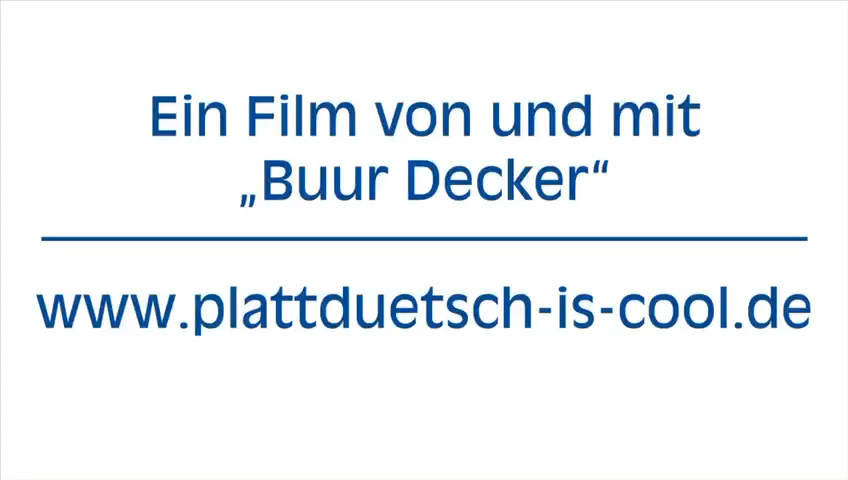 Ein Film von und mit
„Buur Decker“
www.plattduetsch-is-cool.de